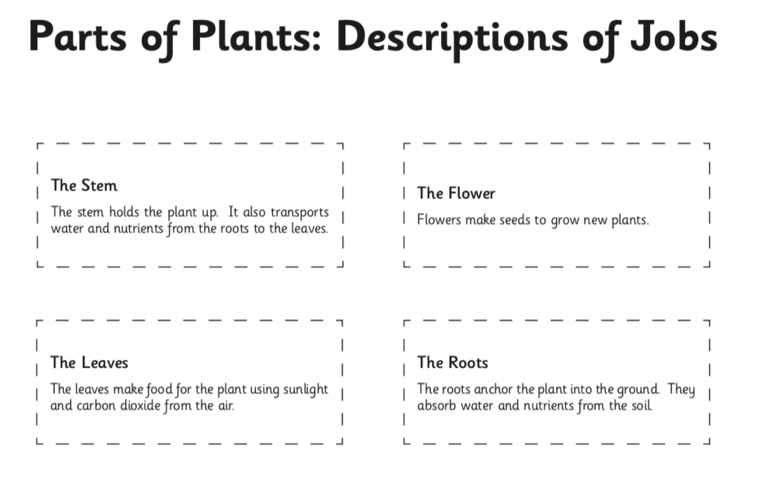 Parts of Plants: Descriptions of Jobs
The Stem
The stem holds the plant up. It also transports
water and nutrients from the roots to the leaves.
The Flower
Flowers make seeds to grow new plants.
The Leaves
The leaves make food for the plant using sunlight
and carbon dioxide from the air.
The Roots
The roots anchor the plant into the ground. They
absorb water and nutrients from the soil.